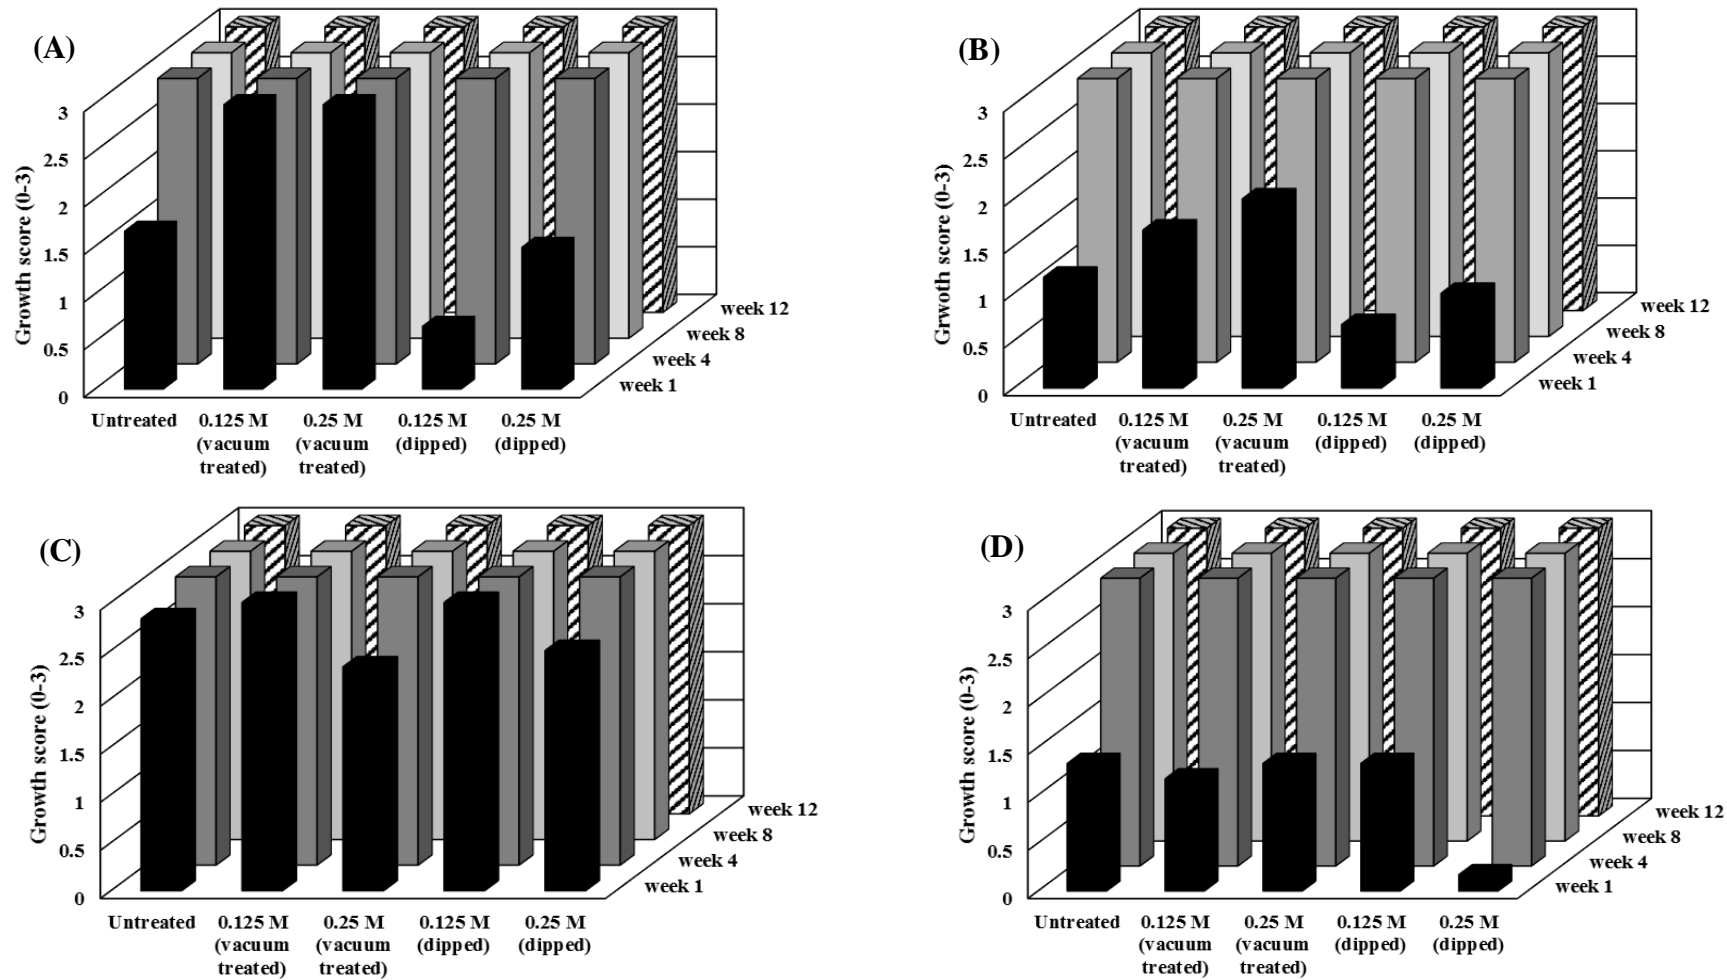 (A)
Growth score (0-3)
3
2.5
2
1.5
1
0.5
0
week 12
week 8
week 4
week 1
Untreated
0.125 M
(vacuum
treated)
0.25 M
(vacuum
treated)
0.125 M
(dipped)
0.25 M
(dipped)
(B)
Grwoth score (0-3)
3
2.5
2
1.5
1
0.5
0
week 12
week 8
week 4
week 1
Untreated
0.125 M
(vacuum
treated)
0.25 M
(vacuum
treated)
0.125 M
(dipped)
0.25 M
(dipped)
(C)
Growth score (0-3)
3
2.5
2
1.5
1
0.5
0
week 12
week 8
week 4
week 1
Untreated
0.125 M
(vacuum
treated)
0.25 M
(vacuum
treated)
0.125 M
(dipped)
0.25 M
(dipped)
(D)
Growth score (0-3)
3
2.5
2
1.5
1
0.5
0
week 12
week 8
week 4
week 1
Untreated
0.125 M
(vacuum
treated)
0.25 M
(vacuum
treated)
0.125 M
(dipped)
0.25 M
(dipped)